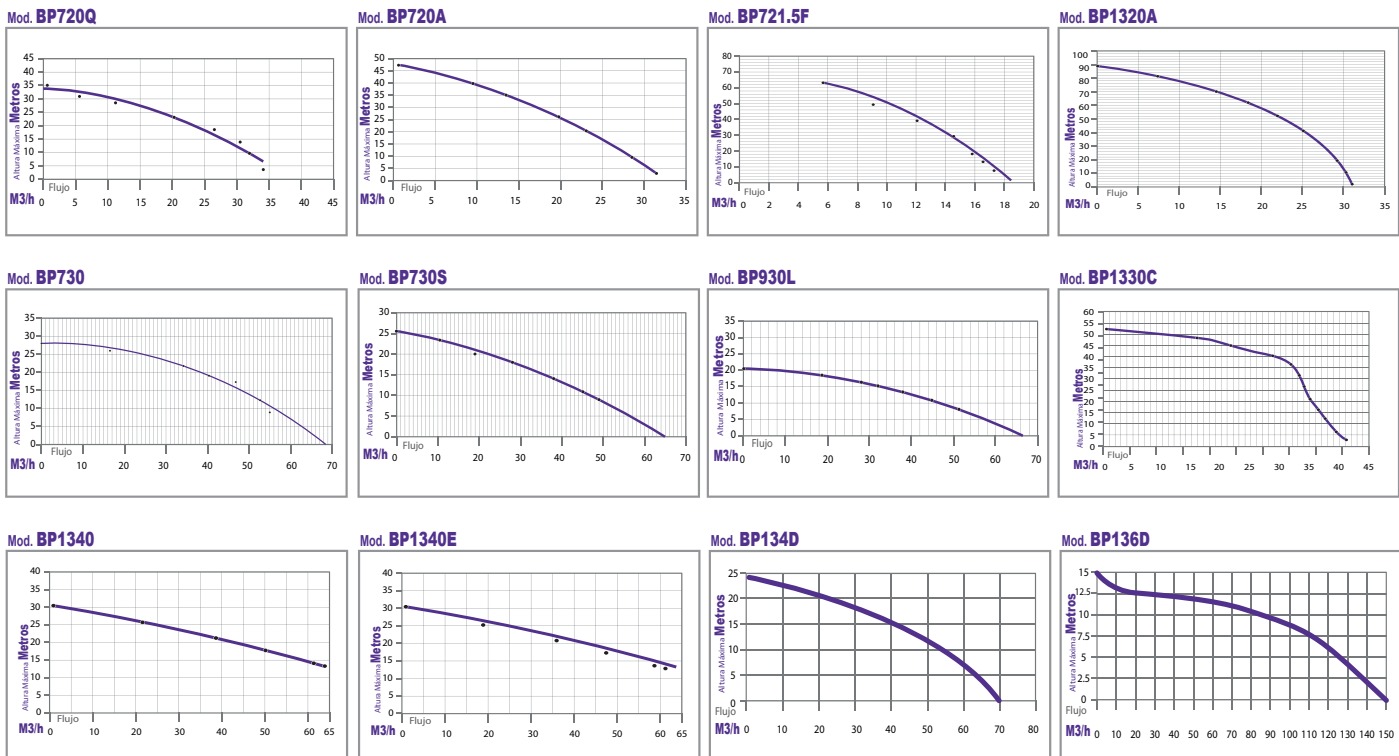 Mod. BP720Q
Altura Máxima Metros
45
40
35
30
25
20
15
10
5
0
Flujo
M3/h
0 5 10 15 20 25 30 35 40 45
Mod. BP720A
Altura Máxima Metros
50
45
40
35
30
25
20
15
10
5
0
Flujo
M3/h
0 5 10 15 20 25 30 35
Mod. BP721.5F
Altura Máxima Metros
80
70
60
50
40
30
20
10
0
Flujo
M3/h
0 2 4 6 8 10 12 14 16 18 20
Mod. BP1320A
Altura Máxima Metros
100
90
80
70
60
50
40
30
20
10
0
Flujo
M3/h
0 5 10 15 20 25 30 35
Mod. BP730
Altura Máxima Metros
35
30
25
20
15
10
5
0
Flujo
M3/h
0 10 20 30 40 50 60 70
Mod. BP730S
Altura Máxima Metros
30
25
20
15
10
5
0
Flujo
M3/h
0 10 20 30 40 50 60 70
Mod. BP930L
Altura Máxima Metros
35
30
25
20
15
10
5
0
Flujo
M3/h
0 10 20 30 40 50 60 70
Mod. BP1330C
Altura Máxima Metros
60
55
50
45
40
35
30
25
20
15
10
5
0
Flujo
M3/h
0 5 10 15 20 25 30 35 40 45
Mod. BP1340
Altura Máxima Metros
40
35
30
25
20
15
10
5
0
Flujo
M3/h
0 10 20 30 40 50 60 65
Mod. BP1340E
Altura Máxima Metros
40
35
30
25
20
15
10
5
0
Flujo
M3/h
0 10 20 30 40 50 60 65
Mod. BP134D
Altura Máxima Metros
25
20
15
10
5
0
Flujo
M3/h
0 10 20 30 40 50 60 70 80
Mod. BP136D
Altura Máxima Metros
15
12.5
10
7.5
5
2.5
0
Flujo
M3/h
0 10 20 30 40 50 60 70 80 90 100 110 120 130 140 150